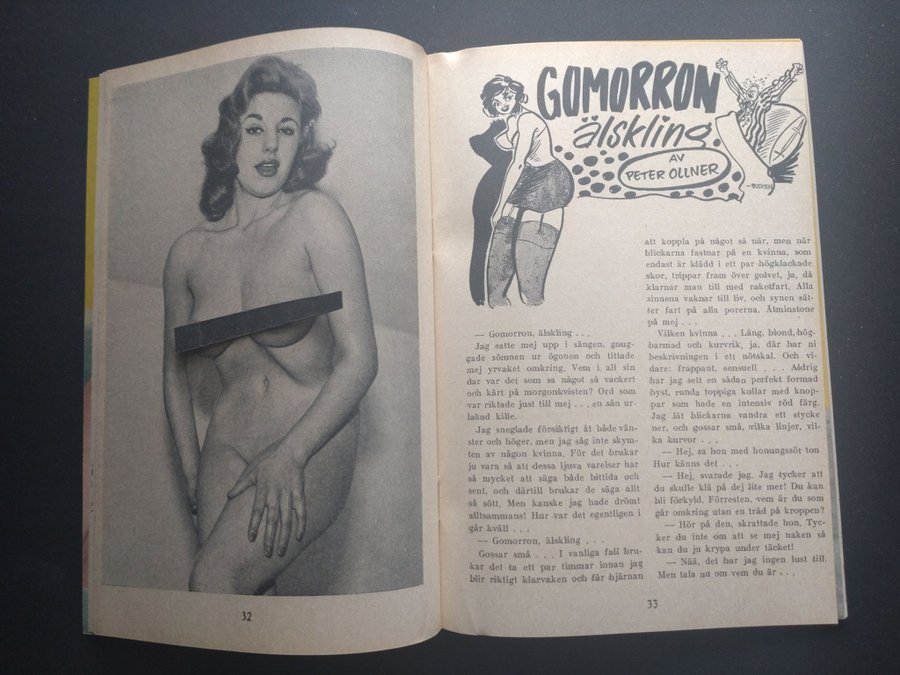 32
GOMORRON
älskling
AV
PETER OLLNER
— Gomorron, älskling . . .
Jag satte mej upp i sängen, gnug-
gade sömnen ur ögonen och tittade
mej yrvaket omkring. Vem i all sin
dar var det som sa något så vackert
och kärt på morgonkvisten? Ord som
var riktade just till mej . . . en sån ur-
lakad kille.
Jag sneglade försiktigt åt både vän-
ster och höger, men jag såg inte skym-
ten av någon kvinna. För det brukar
ju vara så att dessa ljuva varelser har
så mycket att säga både bittida och
sent, och därtill brukar de säga allt
så sött. Men kanske jag hade drömt
alltsammans! Hur var det egentligen i
går kväll . . .
— Gomorron, älskling . . .
Gossar små . . . I vanliga fall bru-
kar det ta ett par timmar innan jag
blir riktigt klarvaken och får hjärnan
att koppla på något så när, men när
blickarna fastnar på en kvinna, som
endast är klädd i ett par högklackade
skor, trippar fram över golvet, ja, då
klarnar man till med raketfart. Alla
sinnena vaknar till liv, och synen sät-
ter fart på alla porerna. Åtminstone
på mej . . .
Vilken kvinna . . . Lång, blond, hög-
barmad och kurvrik, ja, där har ni
beskrivningen i ett nötskal. Och vi-
dare: frappant, sensuell . . . Aldrig
har jag sett en sådan perfekt formad
byst, runda toppiga kullar med knop-
par som hade en intensiv röd färg.
Jag lät blickarna vandra ett stycke
ner, och gossar små, vilka linjer, vil-
ka kurvor . . .
— Hej, sa hon med honungssöt ton.
Hur känns det . . .
— Hej, svarade jag. Jag tycker att
du skulle klä på dej lite mer! Du kan
bli förkyld. Förresten, vem är du som
går omkring utan en tråd på kroppen?
— Hör på den, skrattade hon. Tyc-
ker du inte om att se mej naken så
kan du ju krypa under täcket!
— Nää, det har jag ingen lust till.
Men tala nu om vem du är . . .
33